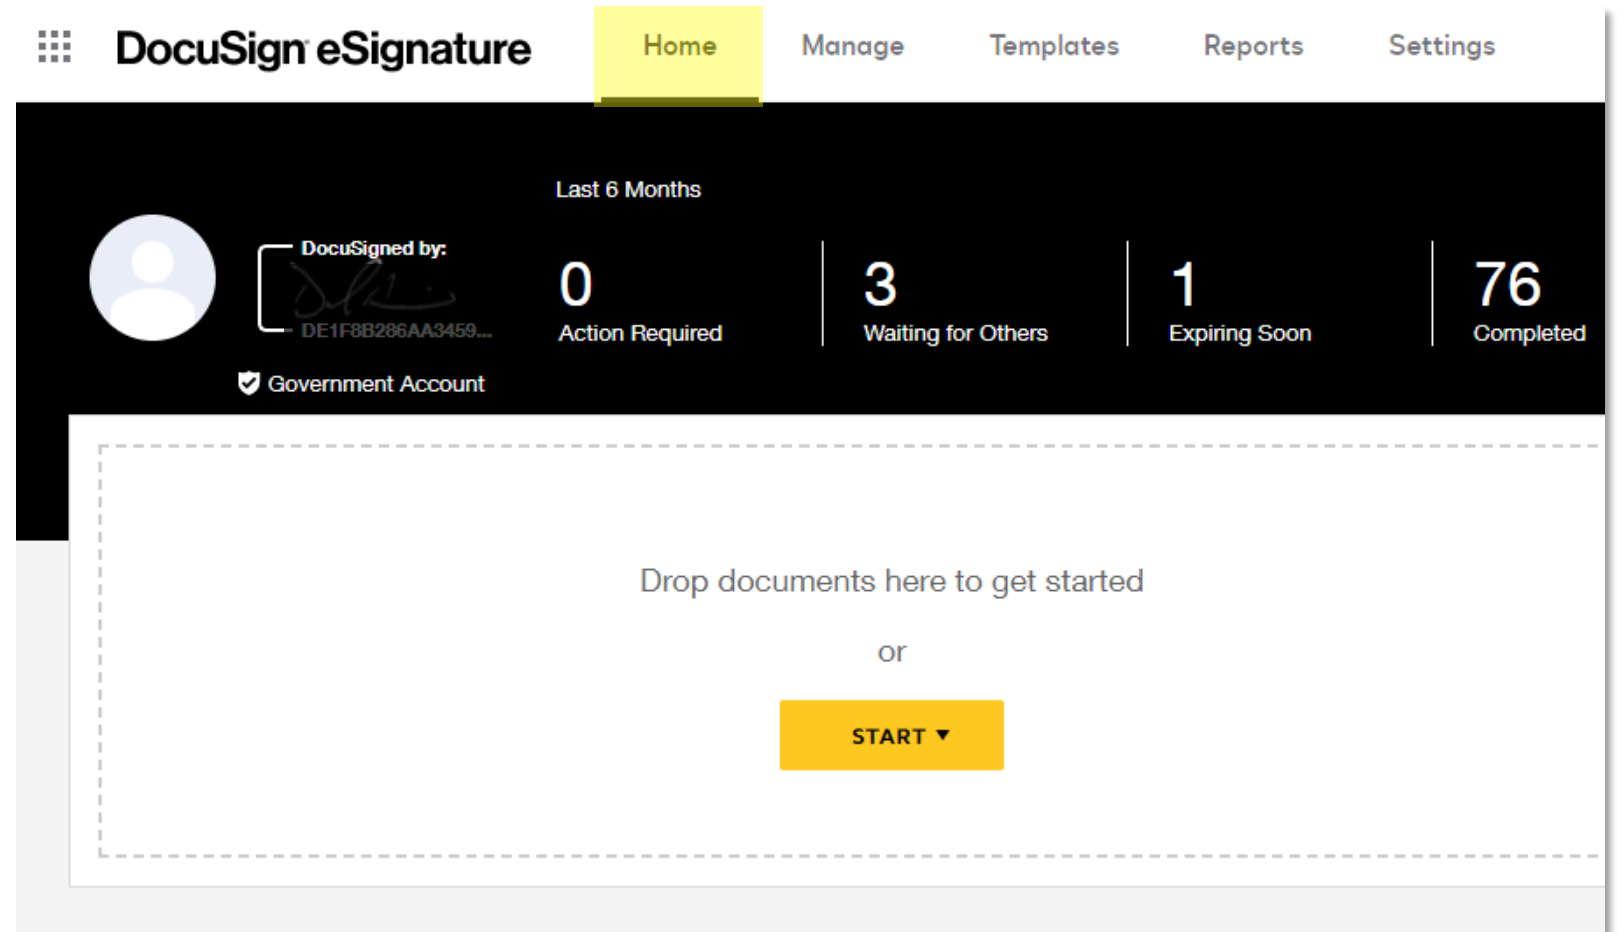 DocuSign eSignature Home Manage Templates Reports Settings
Last 6 Months
DocuSigned by:
DE1F8B286AA3459...
Government Account
0
Action Required
3
Waiting for Others
1
Expiring Soon
76
Completed
Drop documents here to get started
or
START